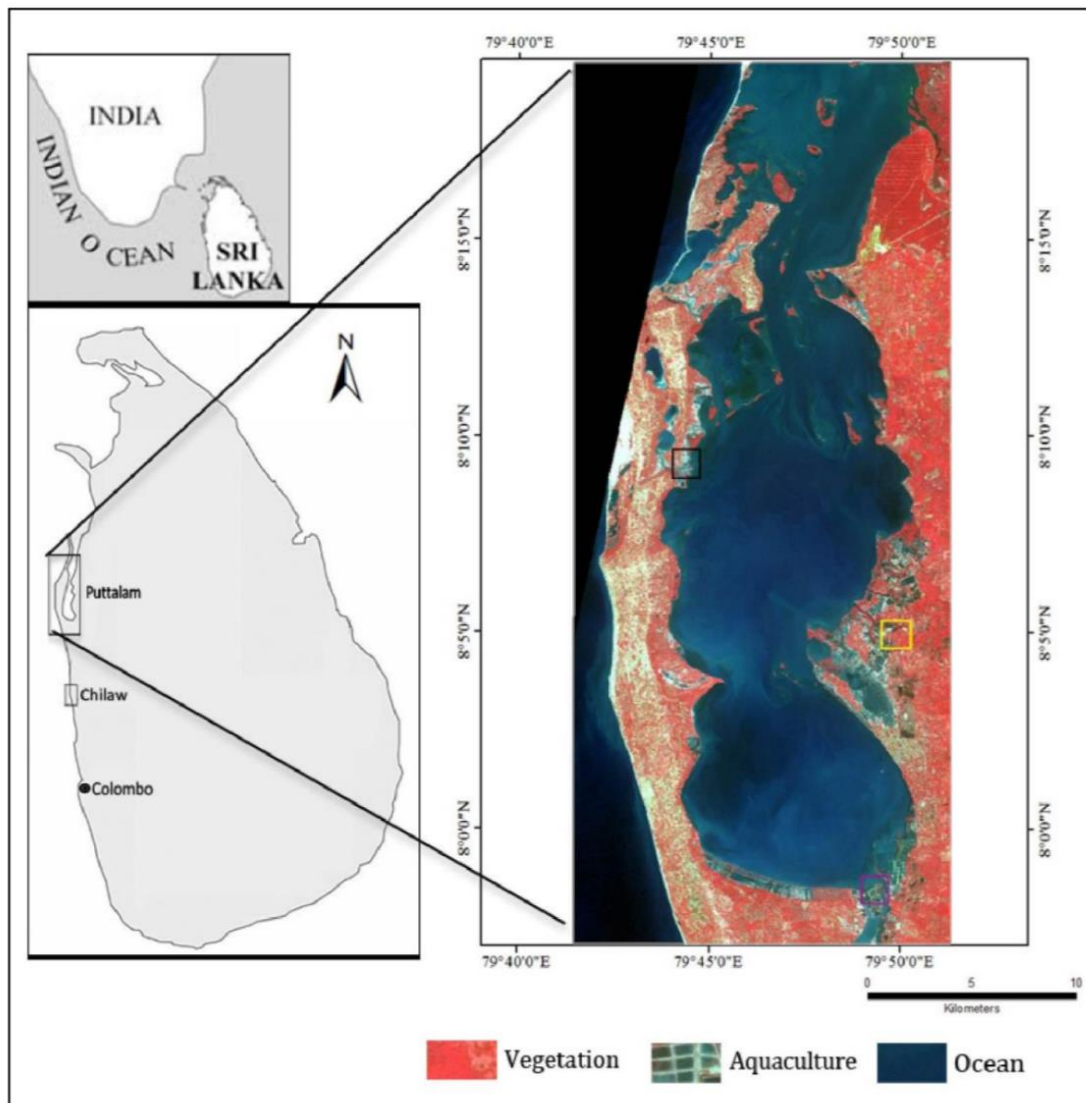 INDIA
INDIAN OCEAN
SRI
LANKA
N
Puttalam
Chilaw
Colombo
79°40'0"E 79°45'0"E 79°50'0"E
8°15'0"N 8°15'0"N
8°10'0"N 8°10'0"N
8°5'0"N 8°5'0"N
8°0'0"N 8°0'0"N
79°40'0"E 79°45'0"E 79°50'0"E
0 5 10
Kilometers
Vegetation Aquaculture Ocean